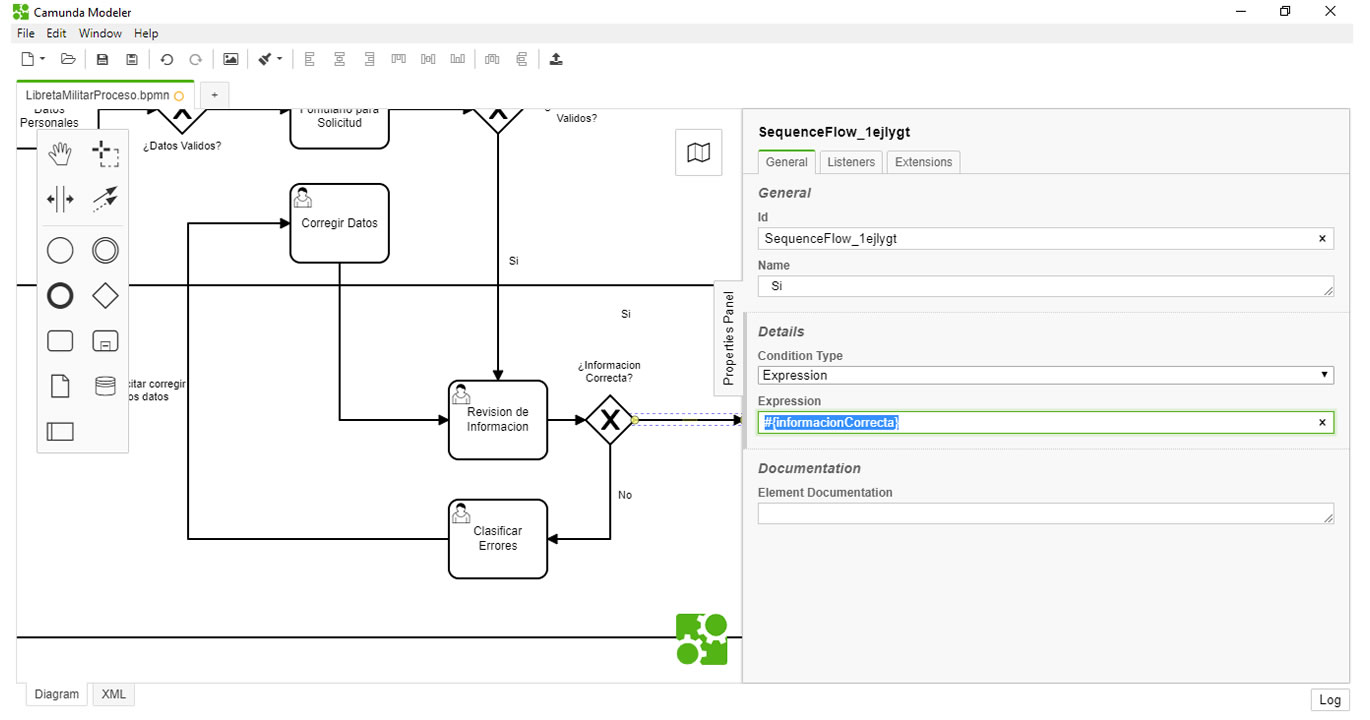 Camunda Modeler
File Edit Window Help
LibretaMilitarProceso.bpmn
+
Datos
Personales
¿Datos Validos?
Fomulario para
Solicitud
Validos?
Corregir Datos
Si
Si
citar corregir
os datos
¿Informacion
Correcta?
Revision de
Informacion
No
Clasificar
Errores
Properties Panel
SequenceFlow_1ejlygt
General Listeners Extensions
General
Id
SequenceFlow_1ejlygt
Name
Si
Details
Condition Type
Expression
Expression
#{informacionCorrecta}
Documentation
Element Documentation
Diagram XML
Log